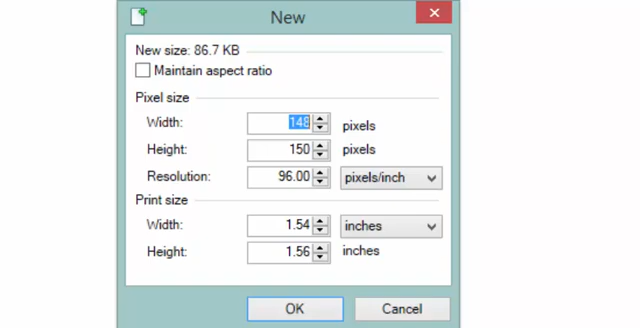 New
New size: 86.7 KB
Maintain aspect ratio
Pixel size
Width: 148 pixels
Height: 150 pixels
Resolution: 96.00 pixels/inch
Print size
Width: 1.54 inches
Height: 1.56 inches
OK Cancel